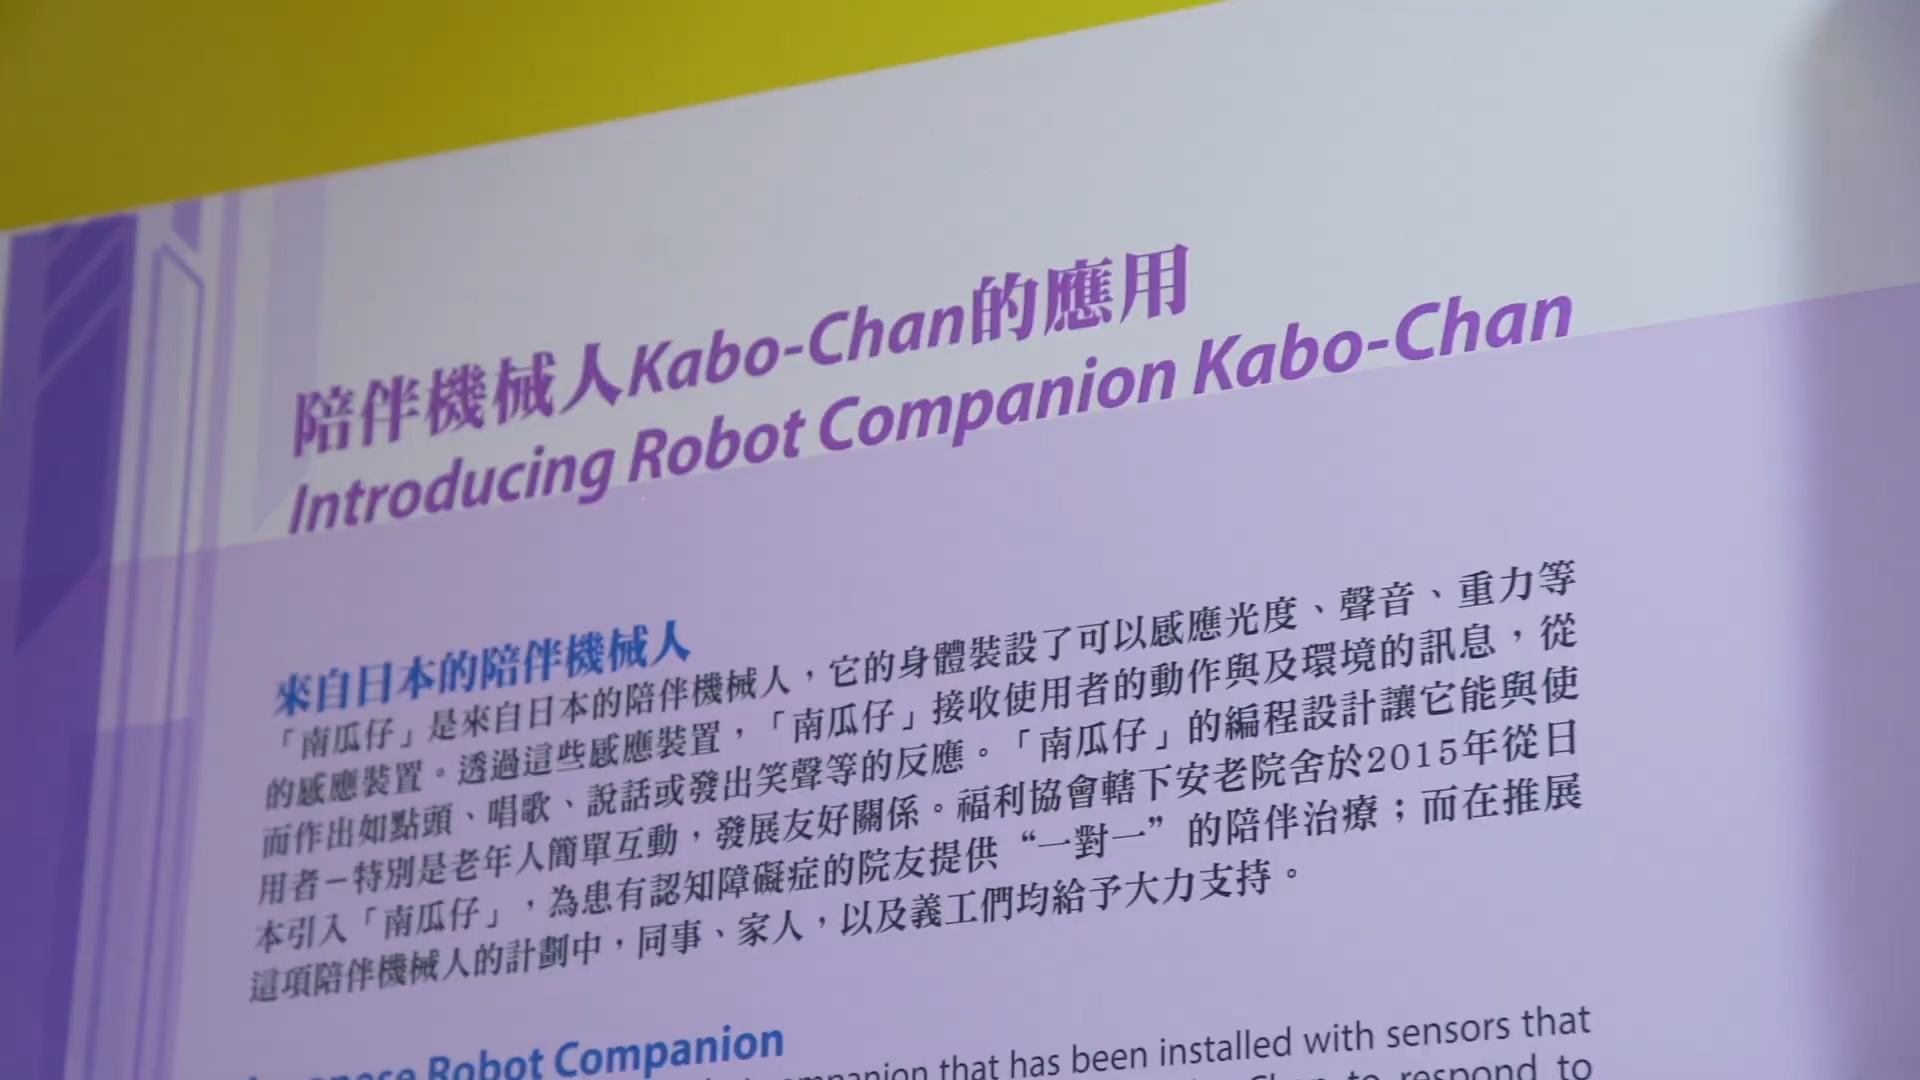 陪伴機械人Kabo-Chan的應用
Introducing Robot Companion Kabo-Chan
來自日本的陪伴機械人
「南瓜仔」是來自日本的陪伴機械人，它的身體裝設了可以感應光度、聲音、重力等
的感應裝置。透過這些感應裝置，「南瓜仔」接收使用者的動作與及環境的訊息，從
而作出如點頭、唱歌、說話或發出笑聲等的反應。「南瓜仔」的編程設計讓它能與使
用者－特別是老年人簡單互動，發展友好關係。福利協會轄下安老院舍於2015年從日
本引入「南瓜仔」，為患有認知障礙症的院友提供“一對一”的陪伴治療；而在推展
這項陪伴機械人的計劃中，同事、家人，以及義工們均給予大力支持。
Robot Companion
that has been installed with sensors that
to respond to